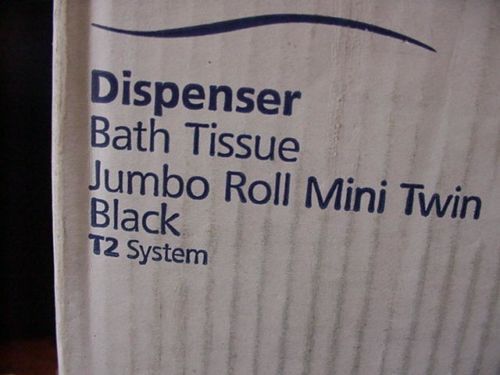 Dispenser
Bath Tissue
Jumbo Roll Mini Twin
Black
T2 System